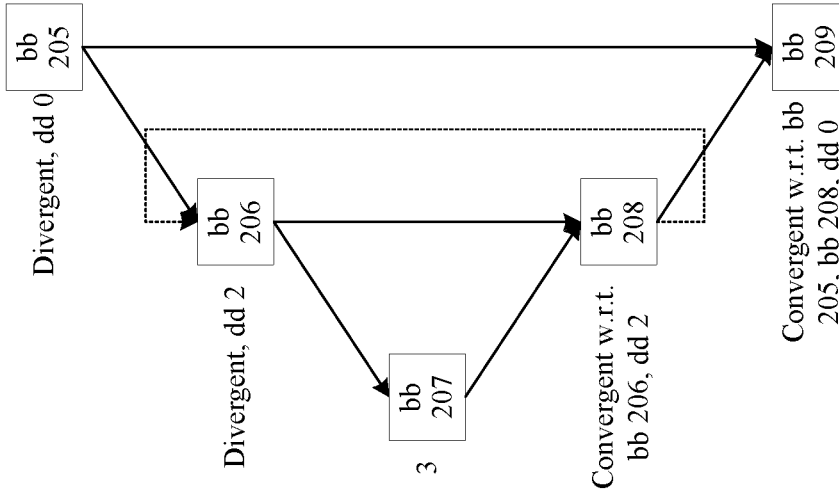 bb
205
Divergent, dd 0
bb
206
Divergent, dd 2
bb
207
3
bb
208
Convergent w.r.t.
bb 206, dd 2
bb
209
Convergent w.r.t. bb
205, bb 208, dd 0